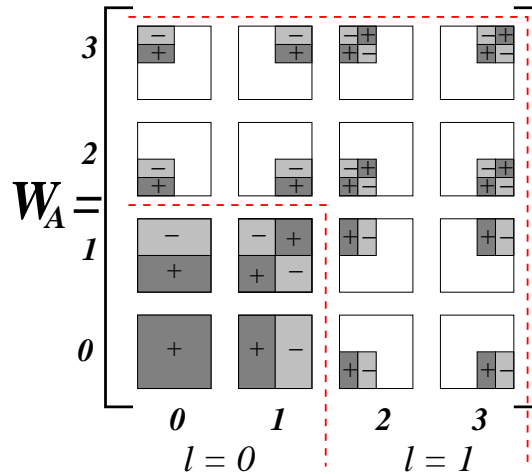 3
− − − + − +
+ + + − + −
2
− − − + − +
+ + + − + −
W_A =
1
− − + + − + −
+ + −
0
+ + − + − + −
0 1 2 3
l = 0 l = 1